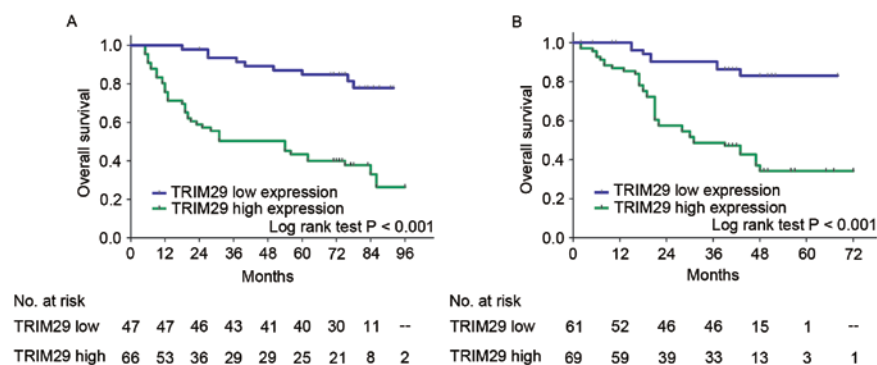 A
Overall survival
1.0
0.8
0.6
0.4
0.2
0.0
TRIM29 low expression
TRIM29 high expression
Log rank test P < 0.001
0 12 24 36 48 60 72 84 96
Months
No. at risk
TRIM29 low 47 47 46 43 41 40 30 11 --
TRIM29 high 66 53 36 29 29 25 21 8 2
B
Overall survival
1.0
0.8
0.6
0.4
0.2
0.0
TRIM29 low expression
TRIM29 high expression
Log rank test P < 0.001
0 12 24 36 48 60 72
Months
No. at risk
TRIM29 low 61 52 46 46 15 1 --
TRIM29 high 69 59 39 33 13 3 1